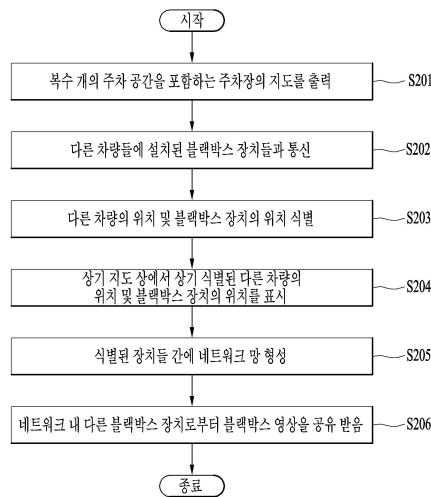 시작
복수 개의 주차 공간을 포함하는 주차장의 지도를 출력
S201
다른 차량들에 설치된 블랙박스 장치들과 통신
S202
다른 차량의 위치 및 블랙박스 장치의 위치 식별
S203
상기 지도 상에서 상기 식별된 다른 차량의
위치 및 블랙박스 장치의 위치를 표시
S204
식별된 장치들 간에 네트워크 망 형성
S205
네트워크 내 다른 블랙박스 장치로부터 블랙박스 영상을 공유 받음
S206
종료